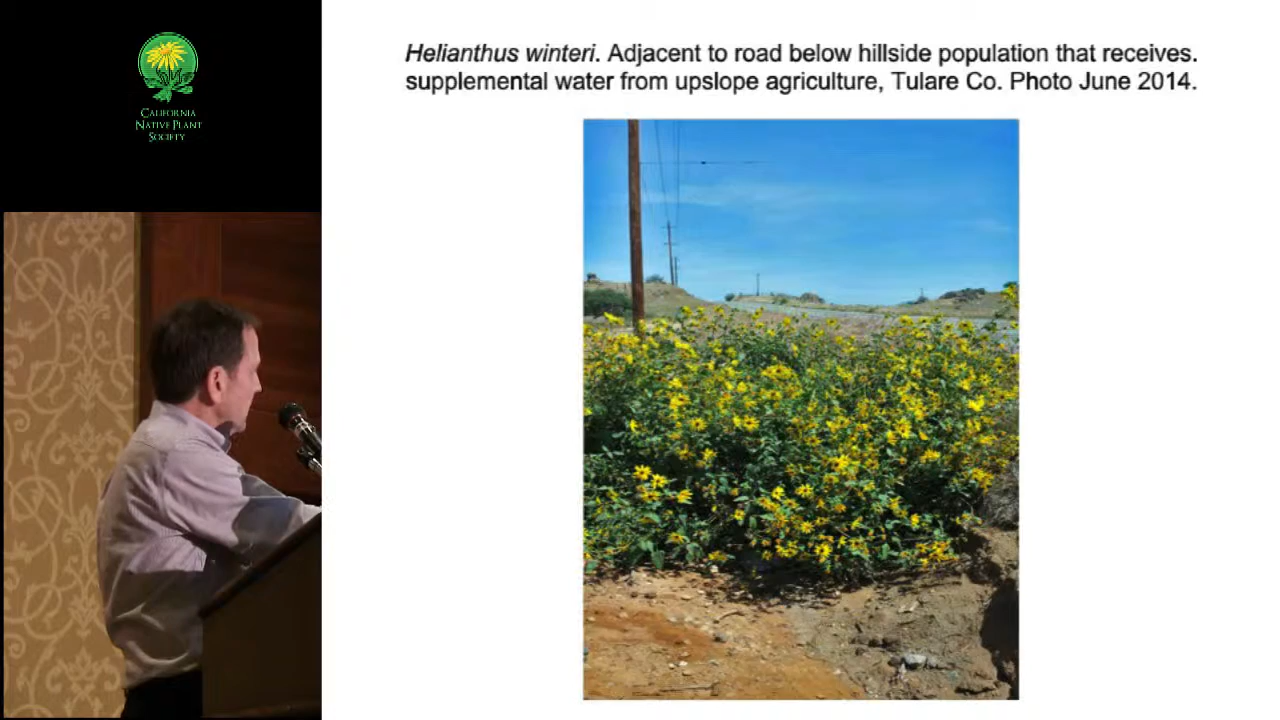 CALIFORNIA
NATIVE PLANT
SOCIETY
Helianthus winteri. Adjacent to road below hillside population that receives.
supplemental water from upslope agriculture, Tulare Co. Photo June 2014.